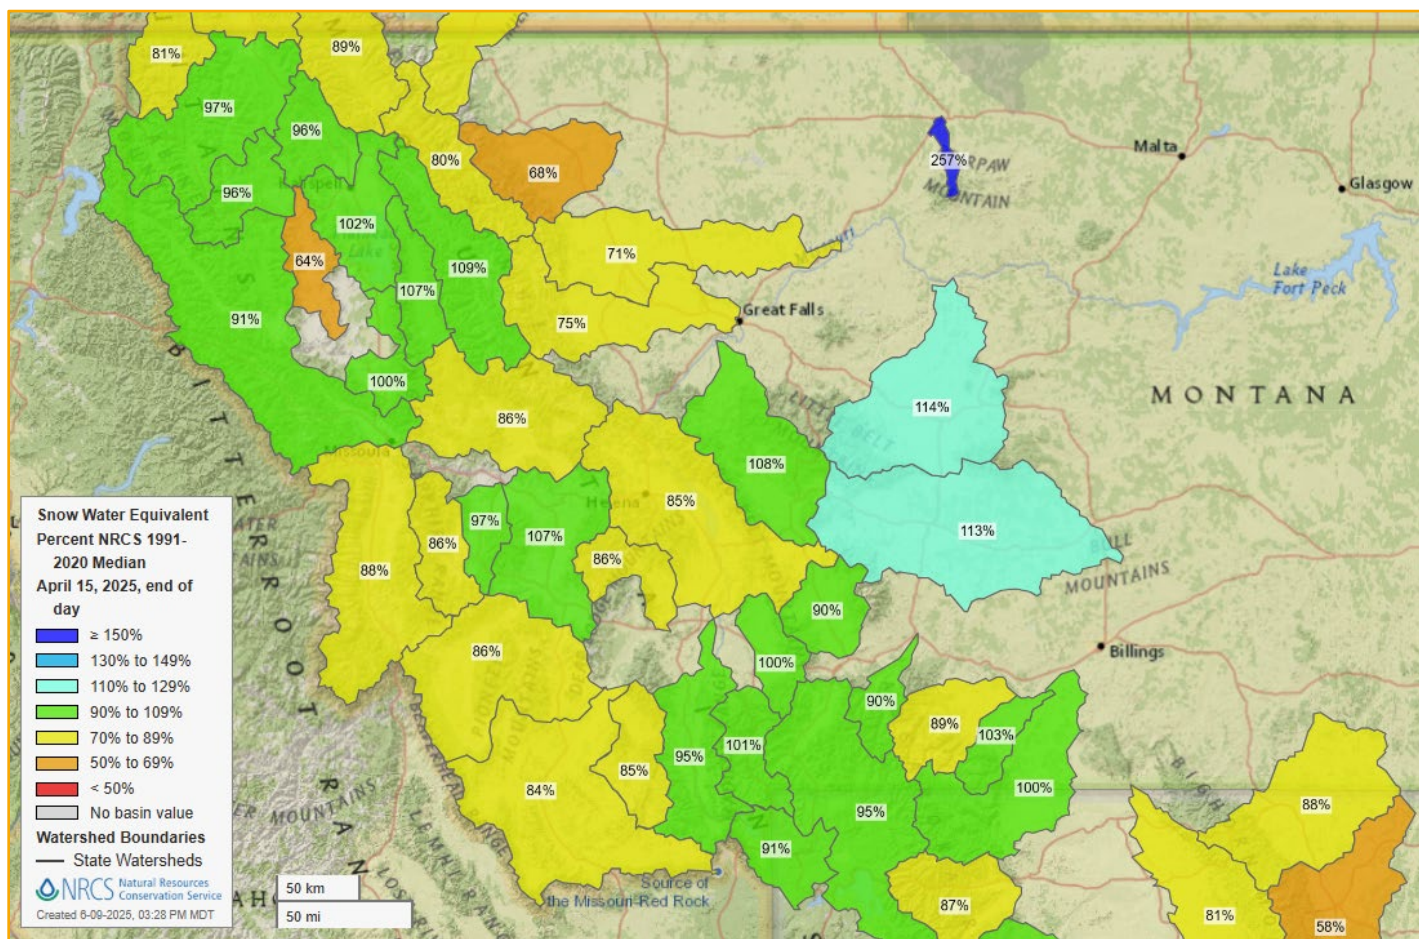 81%
89%
97%
96%
80%
68%
257%
MOUNTAIN
Malta
Glasgow
96%
102%
Lake
64%
109%
107%
71%
Lake
Fort Peck
91%
75%
Great Falls
100%
86%
114%
MONTANA
Missoula
108%
Helena
85%
97%
107%
86%
86%
88%
113%
BULL
MOUNTAINS
BITTERROOT
90%
100%
Billings
86%
90%
89%
103%
95%
101%
100%
84%
85%
95%
91%
88%
87%
81%
58%
Source of
the Missouri-Red Rock
Snow Water Equivalent
Percent NRCS 1991-
2020 Median
April 15, 2025, end of
day
≥ 150%
130% to 149%
110% to 129%
90% to 109%
70% to 89%
50% to 69%
< 50%
No basin value
Watershed Boundaries
State Watersheds
NRCS Natural Resources
Conservation Service
Created 6-09-2025, 03:28 PM MDT
50 km
50 mi